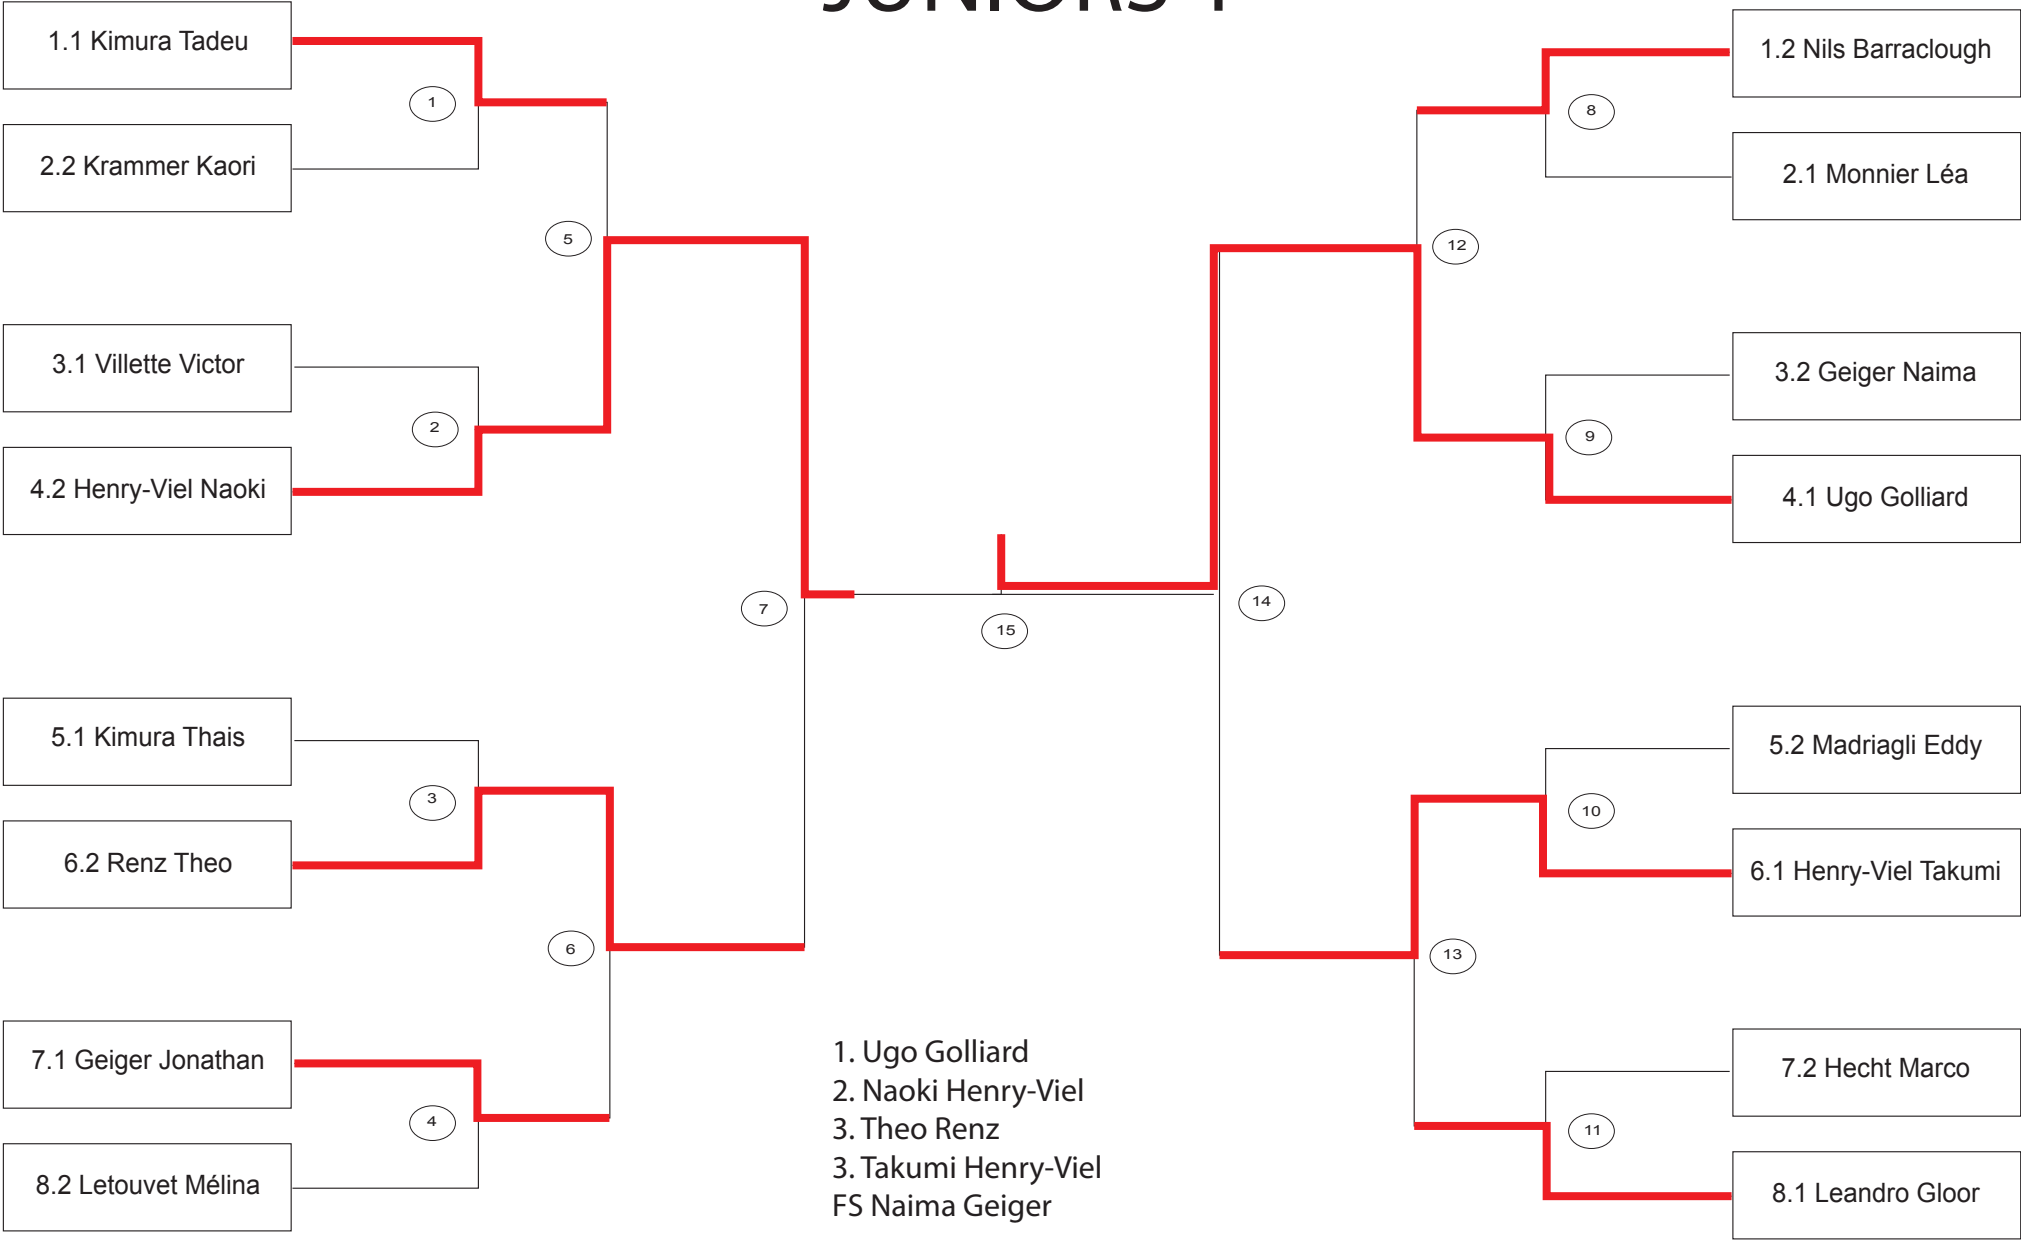 JUNIORS 1
1.1 Kimura Tadeu
2.2 Krammer Kaori
3.1 Villette Victor
4.2 Henry-Viel Naoki
5.1 Kimura Thais
6.2 Renz Theo
7.1 Geiger Jonathan
8.2 Letouvet Mélina
1
2
3
4
5
6
7
15
14
12
13
8
9
10
11
1.2 Nils Barraclough
2.1 Monnier Léa
3.2 Geiger Naima
4.1 Ugo Golliard
5.2 Madriagli Eddy
6.1 Henry-Viel Takumi
7.2 Hecht Marco
8.1 Leandro Gloor
1. Ugo Golliard
2. Naoki Henry-Viel
3. Theo Renz
3. Takumi Henry-Viel
FS Naima Geiger